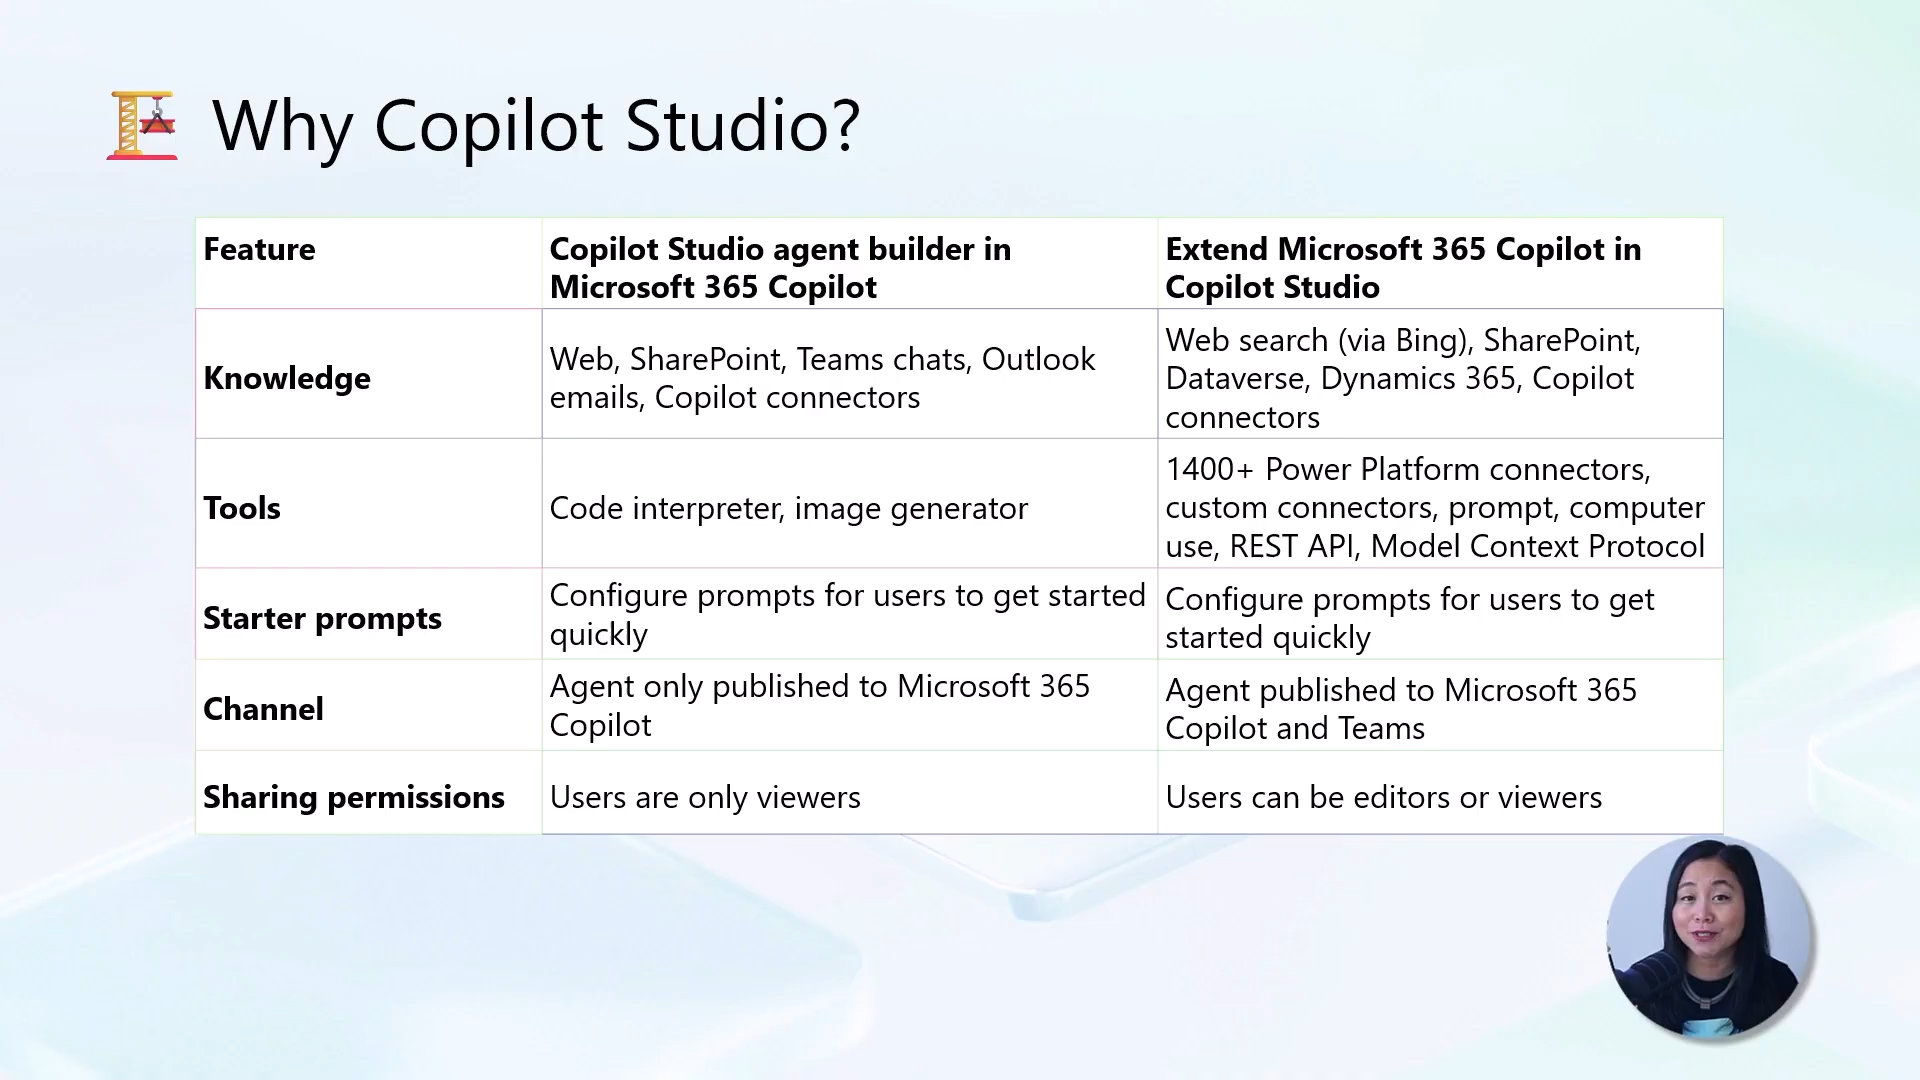 Why Copilot Studio?
Feature
Copilot Studio agent builder in
Microsoft 365 Copilot
Extend Microsoft 365 Copilot in
Copilot Studio
Knowledge
Web, SharePoint, Teams chats, Outlook
emails, Copilot connectors
Web search (via Bing), SharePoint,
Dataverse, Dynamics 365, Copilot
connectors
Tools
Code interpreter, image generator
1400+ Power Platform connectors,
custom connectors, prompt, computer
use, REST API, Model Context Protocol
Starter prompts
Configure prompts for users to get started
quickly
Configure prompts for users to get
started quickly
Channel
Agent only published to Microsoft 365
Copilot
Agent published to Microsoft 365
Copilot and Teams
Sharing permissions
Users are only viewers
Users can be editors or viewers